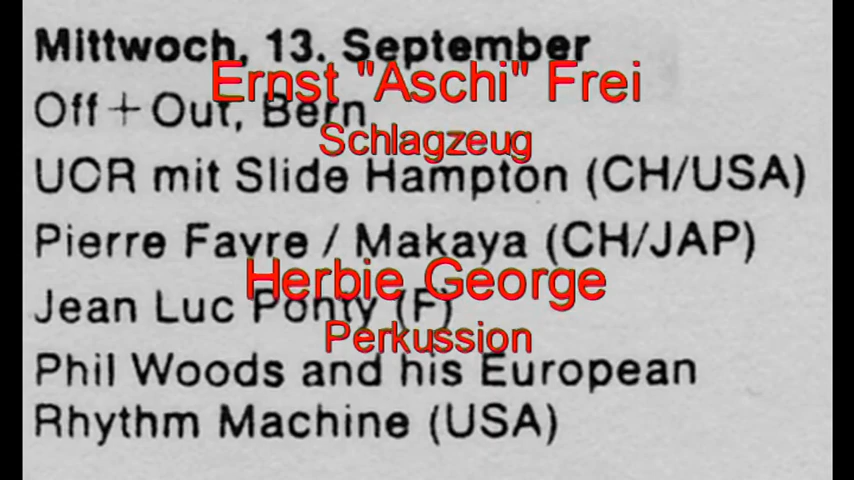 Mittwoch, 13. September
Ernst "Aschi" Frei
Off + Out, Bern
Schlagzeug
UCR mit Slide Hampton (CH/USA)
Pierre Favre / Makaya (CH/JAP)
Herbie George
Jean Luc Ponty (F)
Perkussion
Phil Woods and his European
Rhythm Machine (USA)